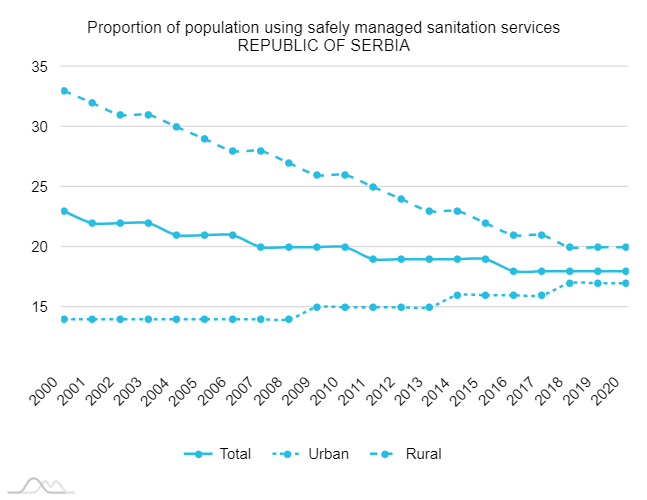 Proportion of population using safely managed sanitation services
REPUBLIC OF SERBIA
35
30
25
20
15
2000 2001 2002 2003 2004 2005 2006 2007 2008 2009 2010 2011 2012 2013 2014 2015 2016 2017 2018 2019 2020
Total Urban Rural